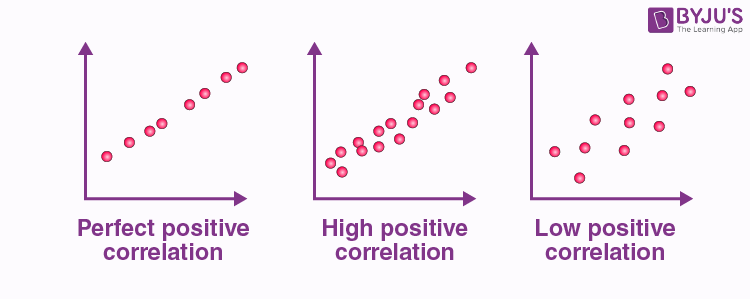 BYJU'S
The Learning App
Perfect positive
correlation
High positive
correlation
Low positive
correlation